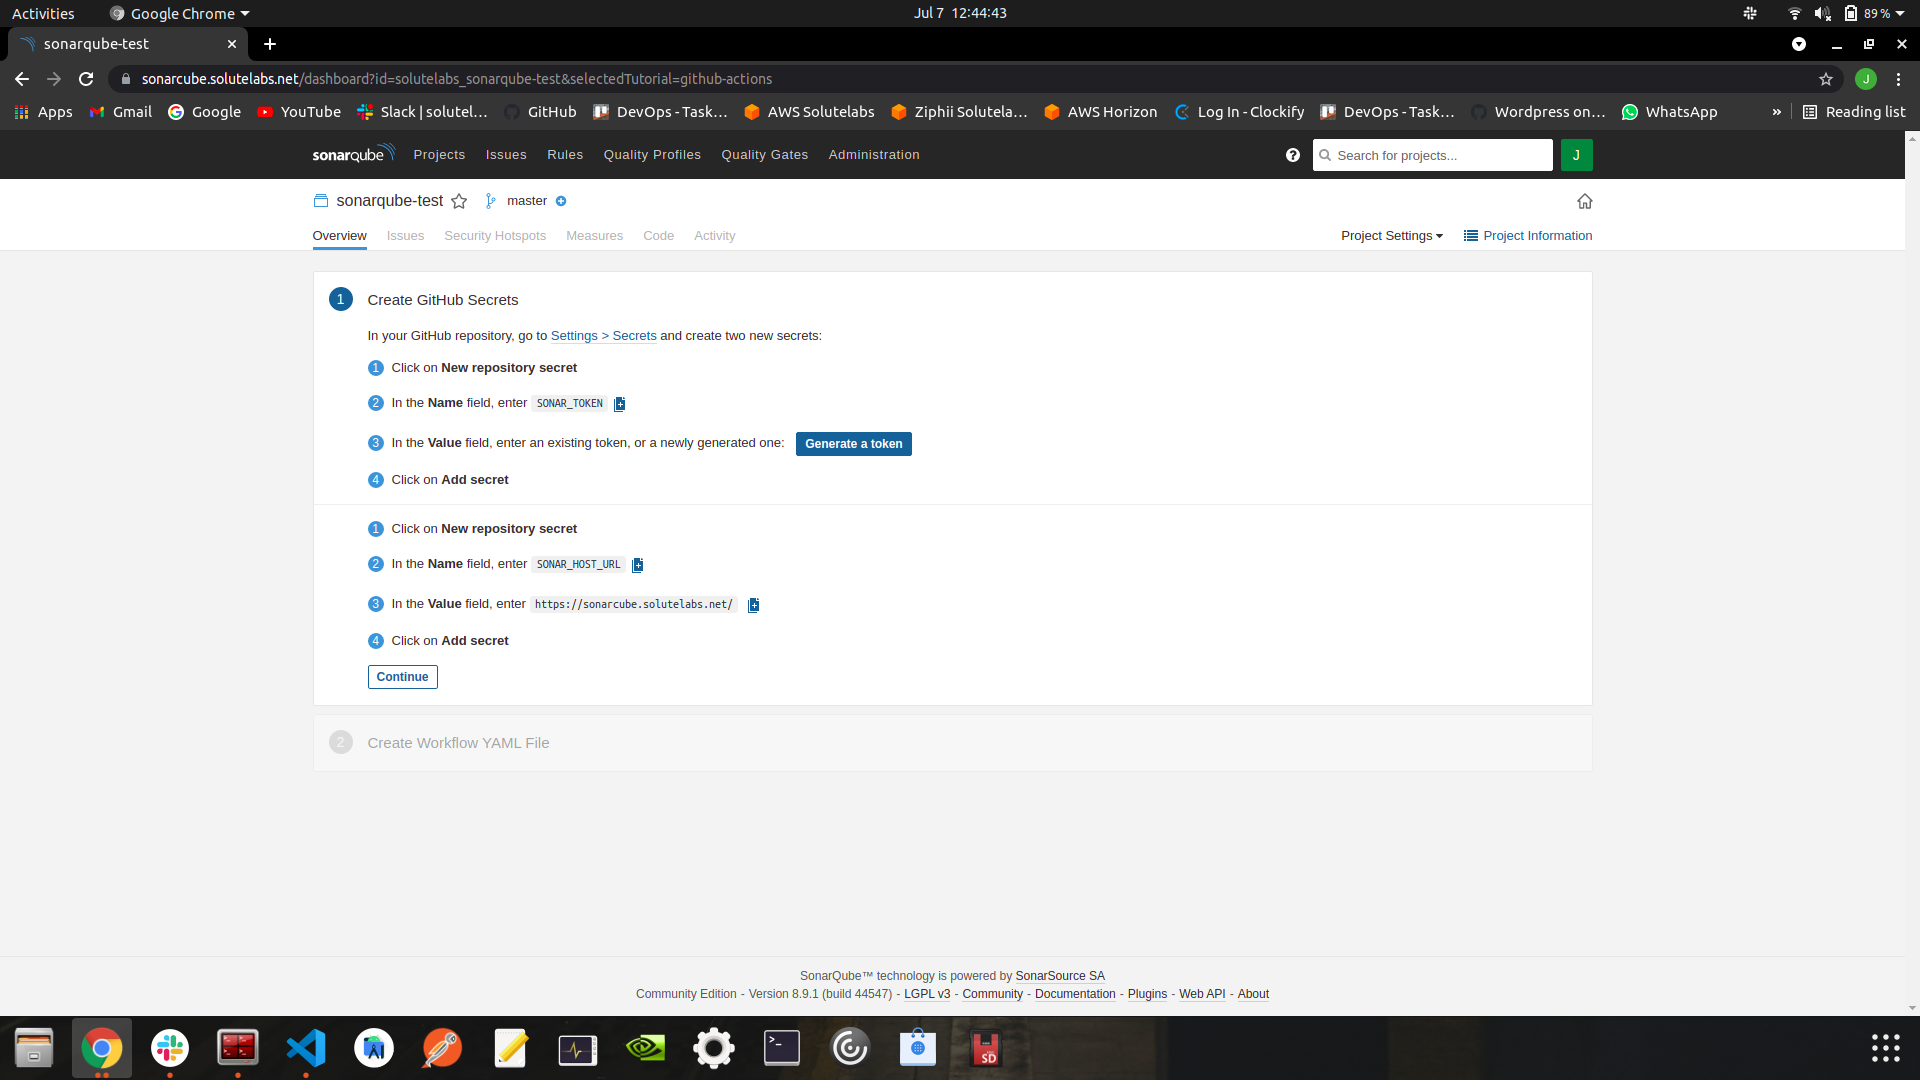 Activities Google Chrome Jul 7 12:44:43 89 %
sonarqube-test
sonarcube.solutelabs.net/dashboard?id=solutelabs_sonarqube-test&selectedTutorial=github-actions J
Apps Gmail Google YouTube Slack | solutel... GitHub DevOps - Task... AWS Solutelabs Ziphii Solutela... AWS Horizon Log In - Clockify DevOps - Task... Wordpress on... WhatsApp » Reading list
sonarqube Projects Issues Rules Quality Profiles Quality Gates Administration ? Search for projects... J
sonarqube-test master
Overview Issues Security Hotspots Measures Code Activity Project Settings Project Information
1 Create GitHub Secrets
In your GitHub repository, go to Settings > Secrets and create two new secrets:
1 Click on New repository secret
2 In the Name field, enter SONAR_TOKEN
3 In the Value field, enter an existing token, or a newly generated one: Generate a token
4 Click on Add secret
1 Click on New repository secret
2 In the Name field, enter SONAR_HOST_URL
3 In the Value field, enter https://sonarcube.solutelabs.net/
4 Click on Add secret
Continue
2 Create Workflow YAML File
SonarQube™ technology is powered by SonarSource SA
Community Edition - Version 8.9.1 (build 44547) - LGPL v3 - Community - Documentation - Plugins - Web API - About
>_
SD